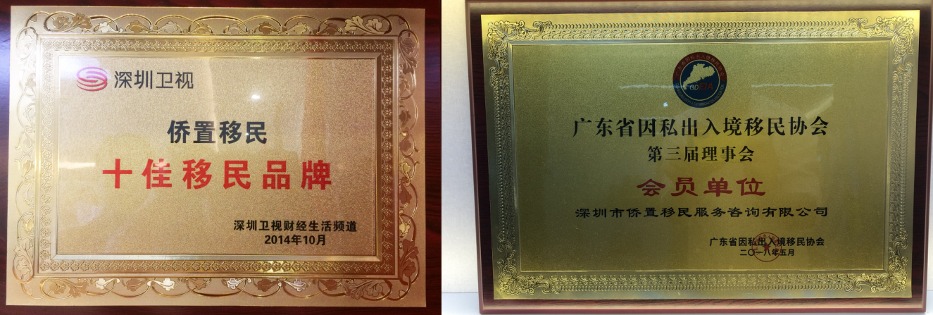 深圳卫视
侨置移民
十佳移民品牌
深圳卫视财经生活频道
2014年10月
广东省因私出入境移民协会
第三届理事会
会员单位
深圳市侨置移民服务咨询有限公司
广东省因私出入境移民协会
二〇一八年五月